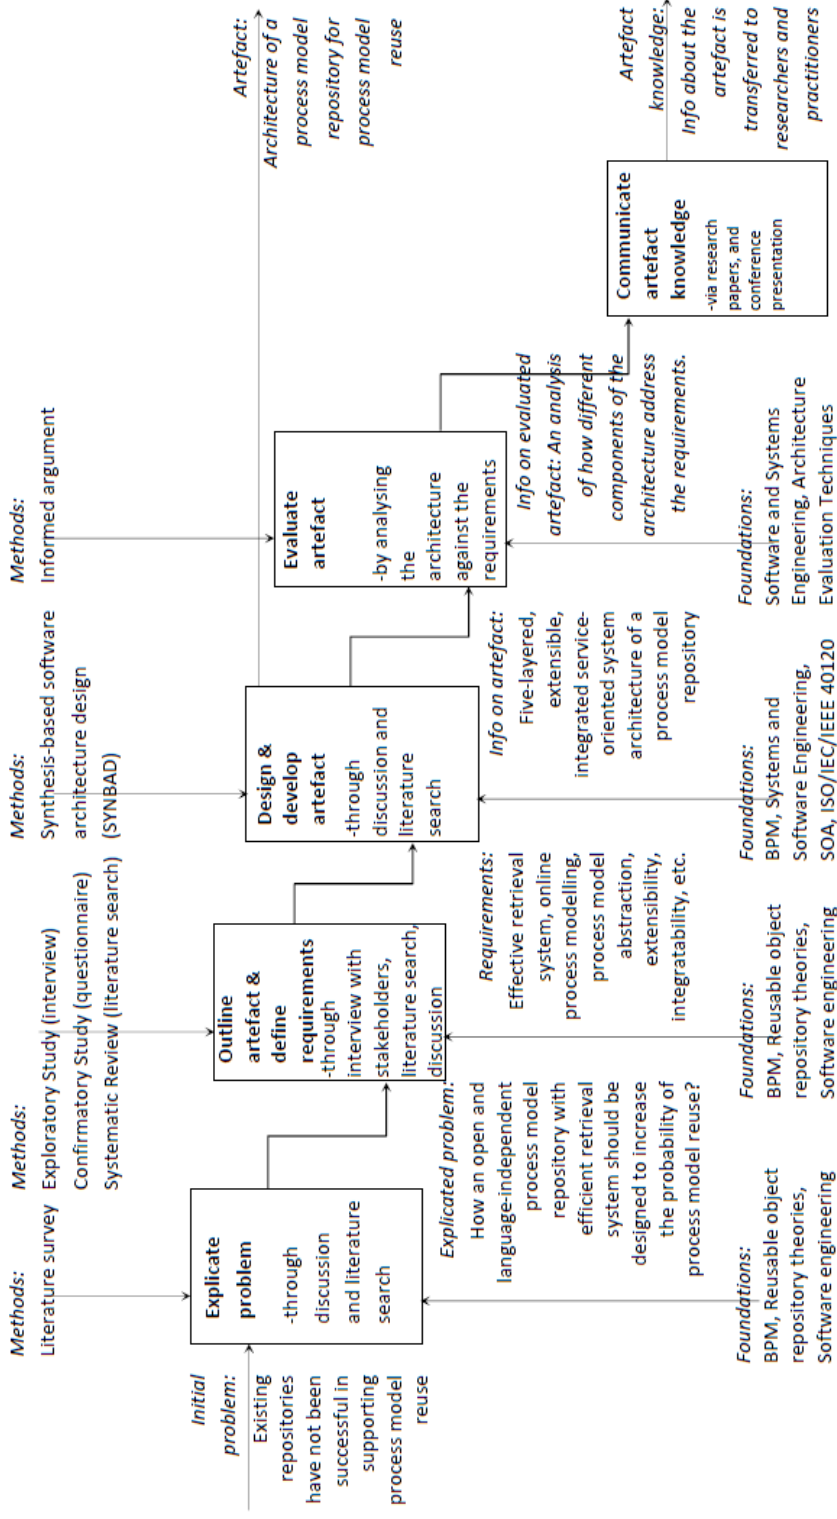 Methods:
Literature survey
Methods:
Exploratory Study (interview)
Confirmatory Study (questionnaire)
Systematic Review (literature search)
Methods:
Synthesis-based software
architecture design
(SYNBAD)
Methods:
Informed argument
Initial
problem:
Existing
repositories
have not been
successful in
supporting
process model
reuse
Explicate
problem
-through
discussion
and literature
search
Explicated problem:
How an open and
language-independent
process model
repository with
efficient retrieval
system should be
designed to increase
the probability of
process model reuse?
Outline
artefact &
define
requirements
-through
interview with
stakeholders,
literature search,
discussion
Requirements:
Effective retrieval
system, online
process modelling,
process model
abstraction,
extensibility,
integratability, etc.
Design &
develop
artefact
-through
discussion and
literature
search
Info on artefact:
Five-layered,
extensible,
integrated service-
oriented system
architecture of a
process model
repository
Evaluate
artefact
-by analysing
the
architecture
against the
requirements
Info on evaluated
artefact: An analysis
of how different
components of the
architecture address
the requirements.
Communicate
artefact
knowledge
-via research
papers, and
conference
presentation
Artefact:
Architecture of a
process model
repository for
process model
reuse
Artefact
knowledge:
Info about the
artefact is
transferred to
researchers and
practitioners
Foundations:
BPM, Reusable object
repository theories,
Software engineering
Foundations:
BPM, Reusable object
repository theories,
Software engineering
Foundations:
BPM, Systems and
Software Engineering,
SOA, ISO/IEC/IEEE 40120
Foundations:
Software and Systems
Engineering, Architecture
Evaluation Techniques